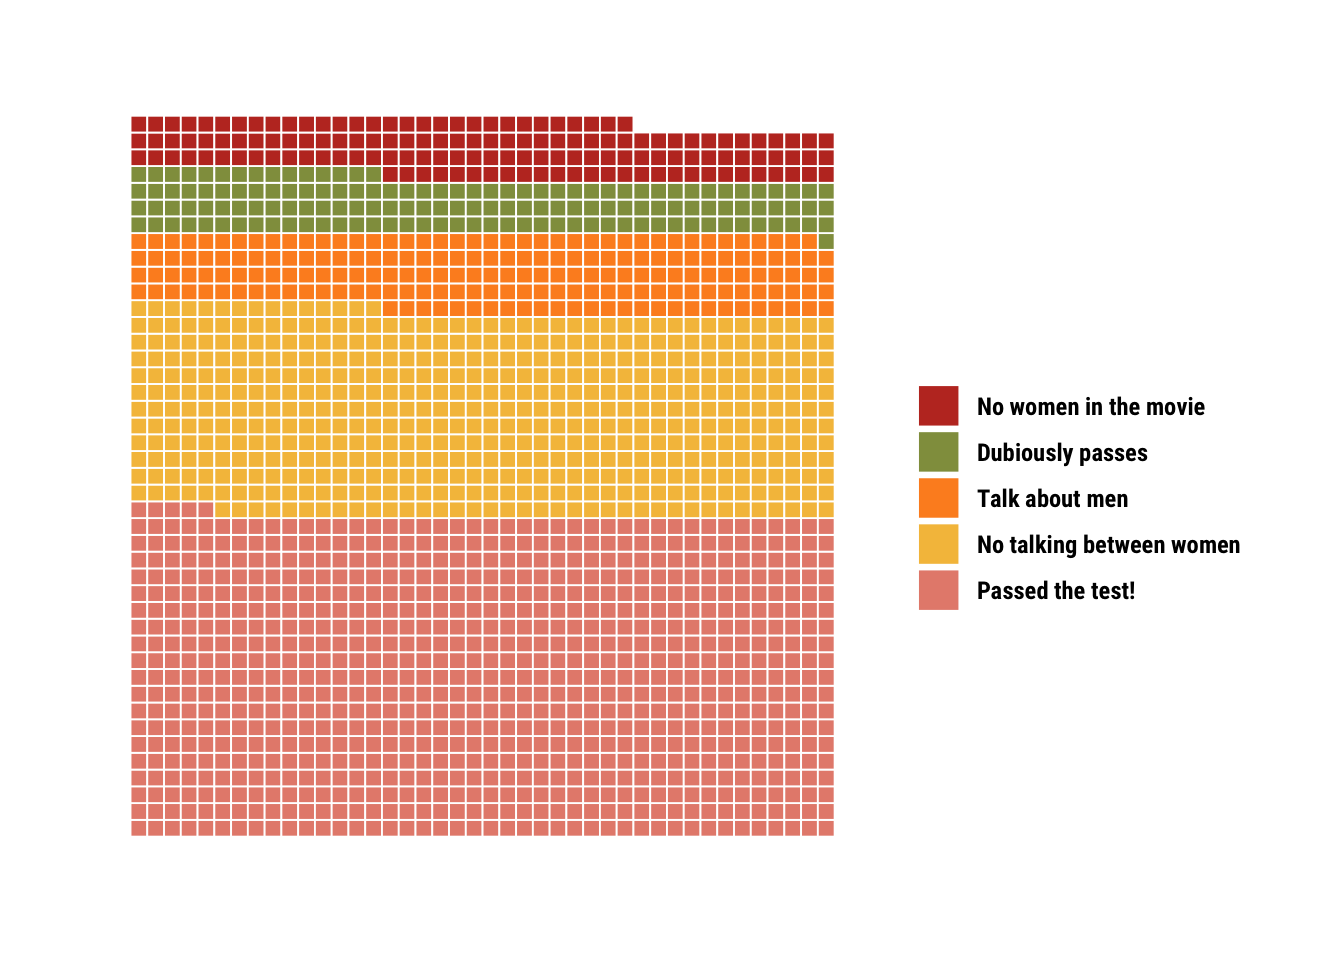 No women in the movie
Dubiously passes
Talk about men
No talking between women
Passed the test!